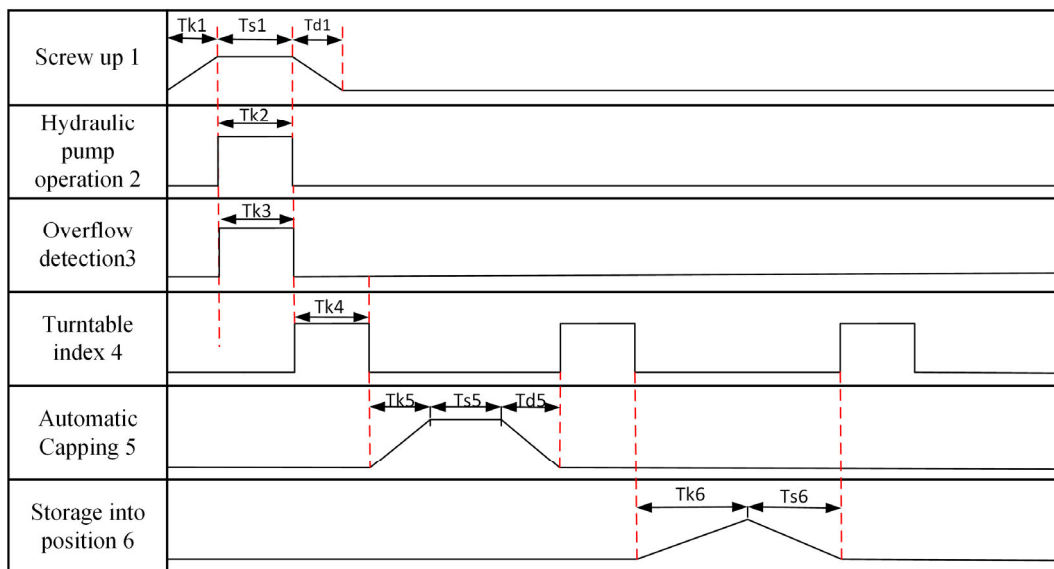 Tk1 Ts1 Td1
Screw up 1
Tk2
Hydraulic
pump
operation 2
Tk3
Overflow
detection3
Tk4
Turntable
index 4
Tk5 Ts5 Td5
Automatic
Capping 5
Tk6 Ts6
Storage into
position 6